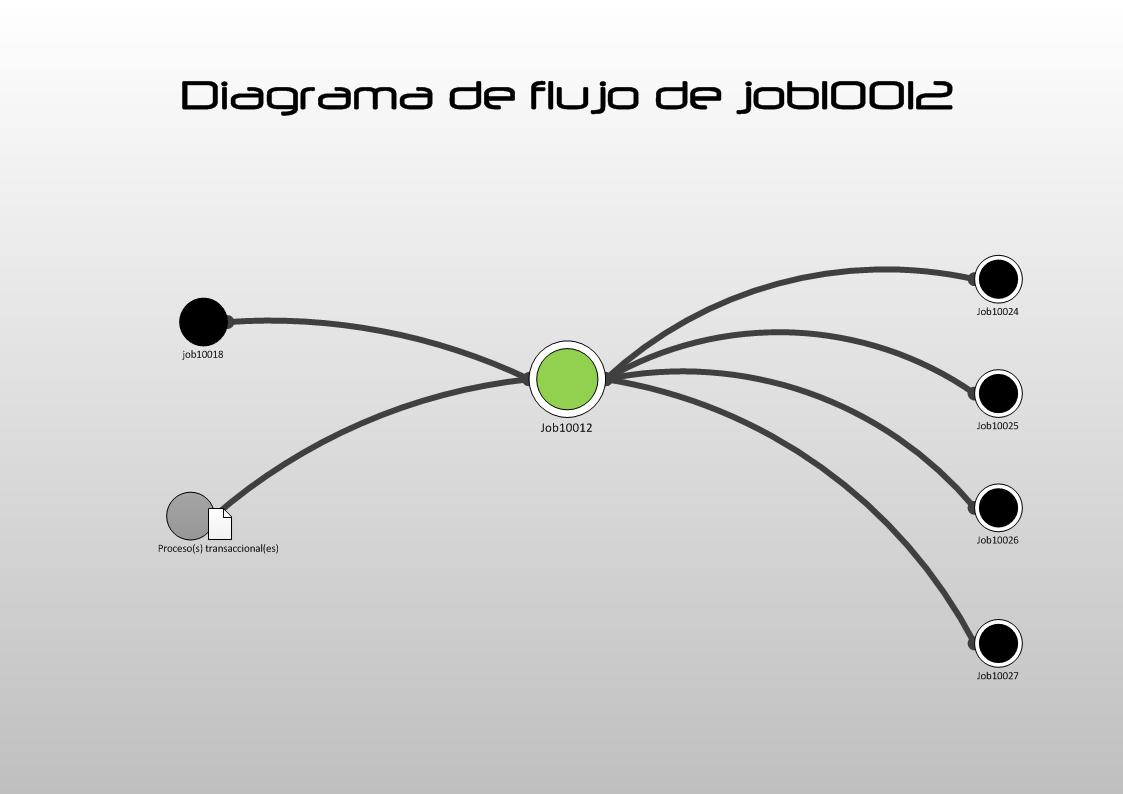 Diagrama de flujo de job10012
Job10024
job10018
Job10025
Job10012
Job10026
Proceso(s) transaccional(es)
Job10027